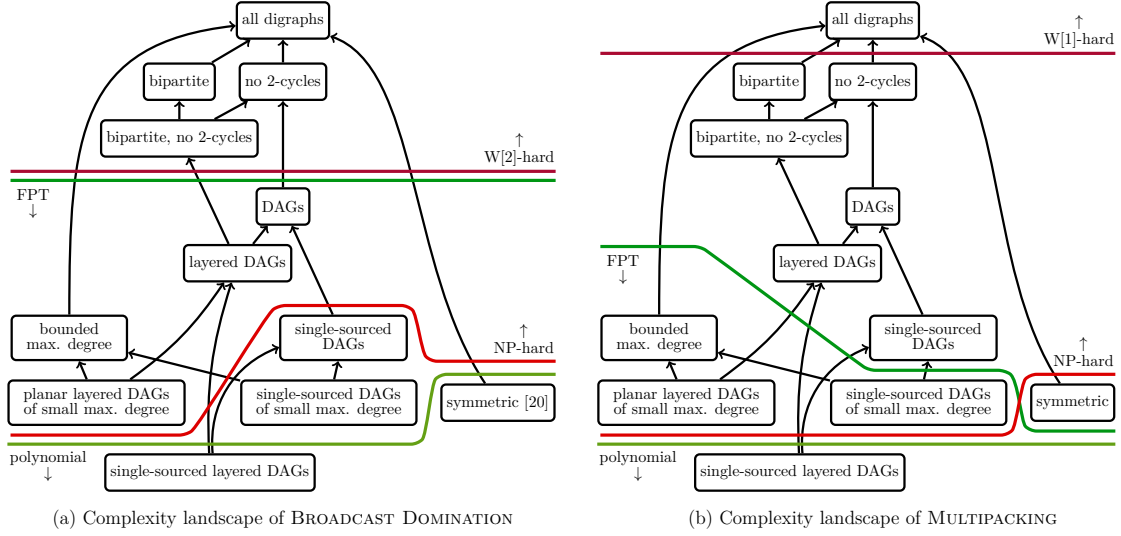 all digraphs
bipartite
no 2-cycles
bipartite, no 2-cycles
↑
W[2]-hard
FPT
↓
DAGs
layered DAGs
bounded
max. degree
single-sourced
DAGs
↑
NP-hard
planar layered DAGs
of small max. degree
single-sourced DAGs
of small max. degree
symmetric [20]
polynomial
↓
single-sourced layered DAGs
(a) Complexity landscape of BROADCAST DOMINATION
all digraphs
↑
W[1]-hard
bipartite
no 2-cycles
bipartite, no 2-cycles
DAGs
layered DAGs
FPT
↓
bounded
max. degree
single-sourced
DAGs
↑
NP-hard
planar layered DAGs
of small max. degree
single-sourced DAGs
of small max. degree
symmetric
polynomial
↓
single-sourced layered DAGs
(b) Complexity landscape of MULTIPACKING